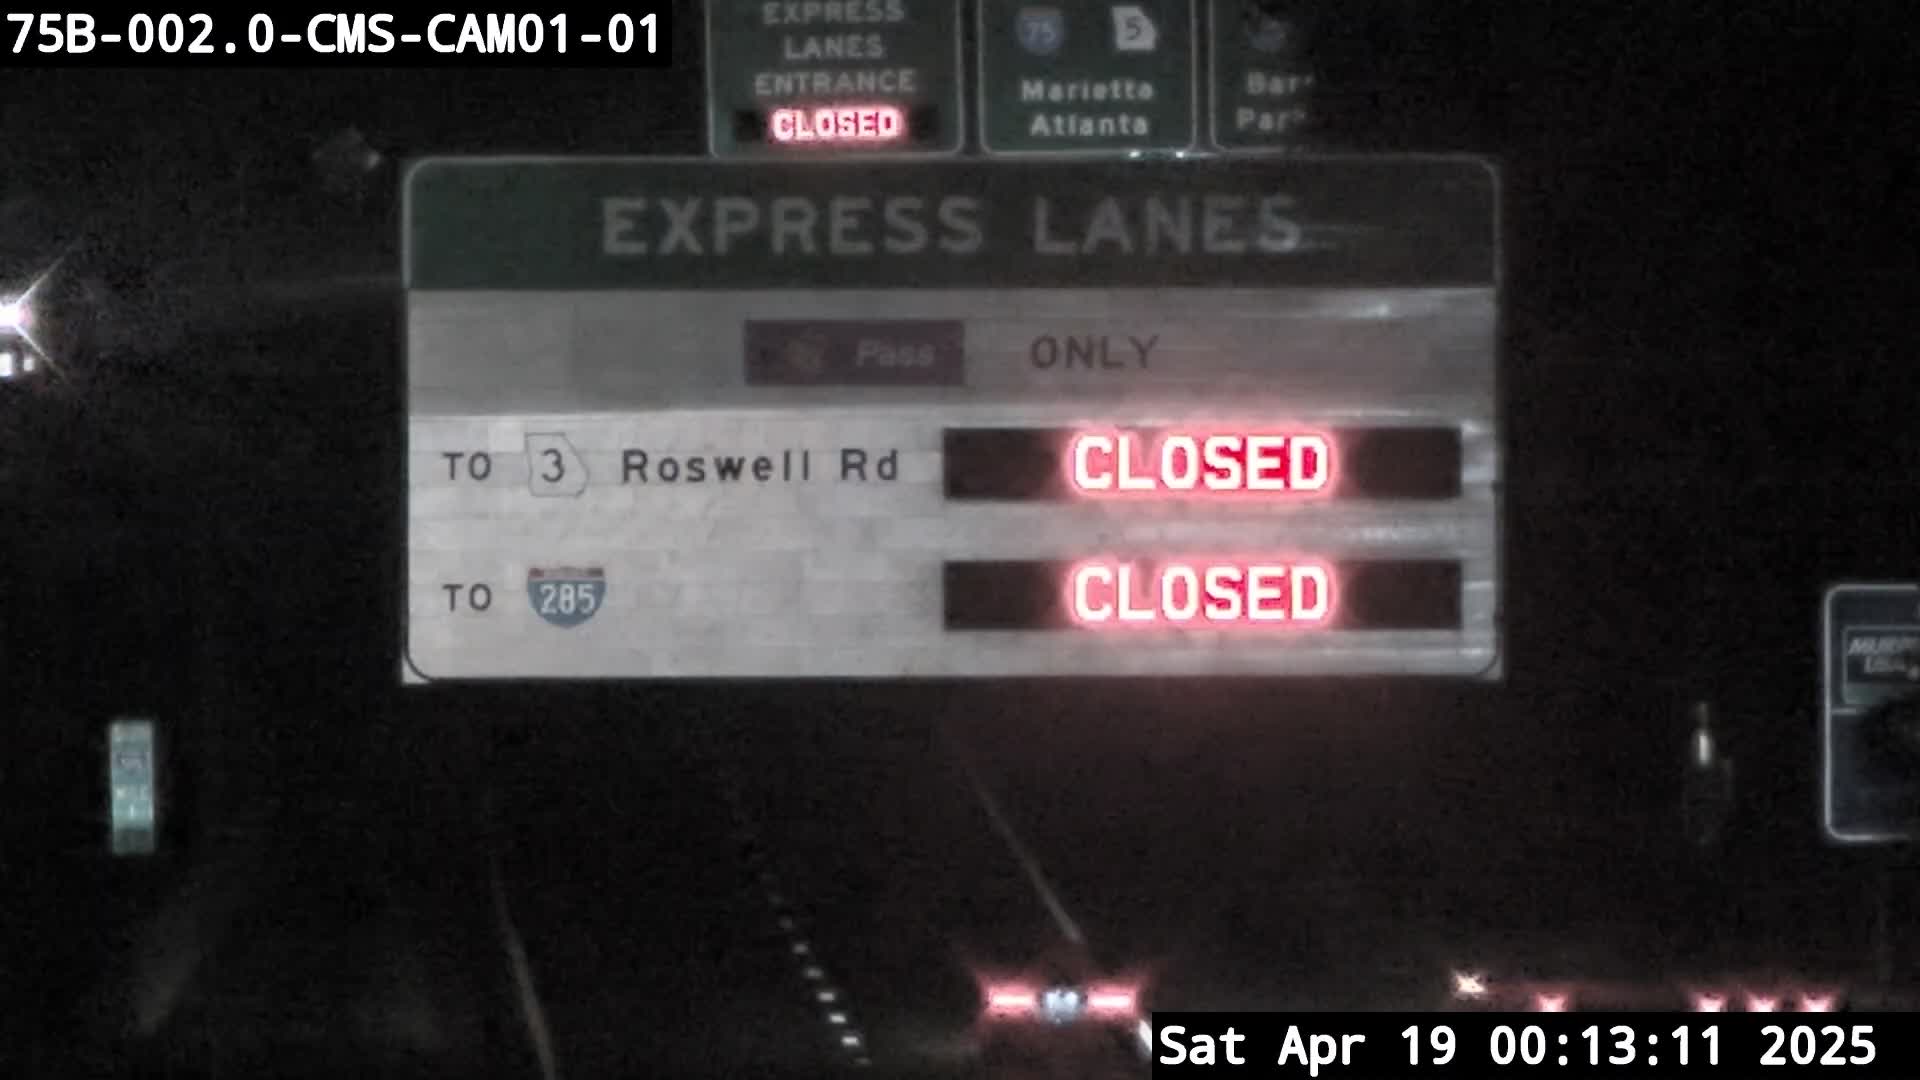 75B-002.0-CMS-CAM01-01
EXPRESS
LANES
ENTRANCE
CLOSED
75 5
Marietta
Atlanta
EXPRESS LANES
Pass ONLY
TO 3 Roswell Rd CLOSED
TO 285 CLOSED
Sat Apr 19 00:13:11 2025